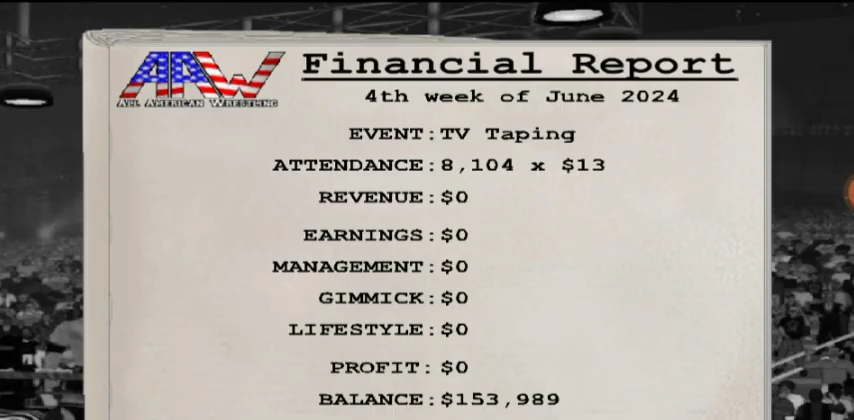 AAW
ALL AMERICAN WRESTLING
Financial Report
4th week of June 2024
EVENT: TV Taping
ATTENDANCE: 8,104 x $13
REVENUE: $0
EARNINGS: $0
MANAGEMENT: $0
GIMMICK: $0
LIFESTYLE: $0
PROFIT: $0
BALANCE: $153,989